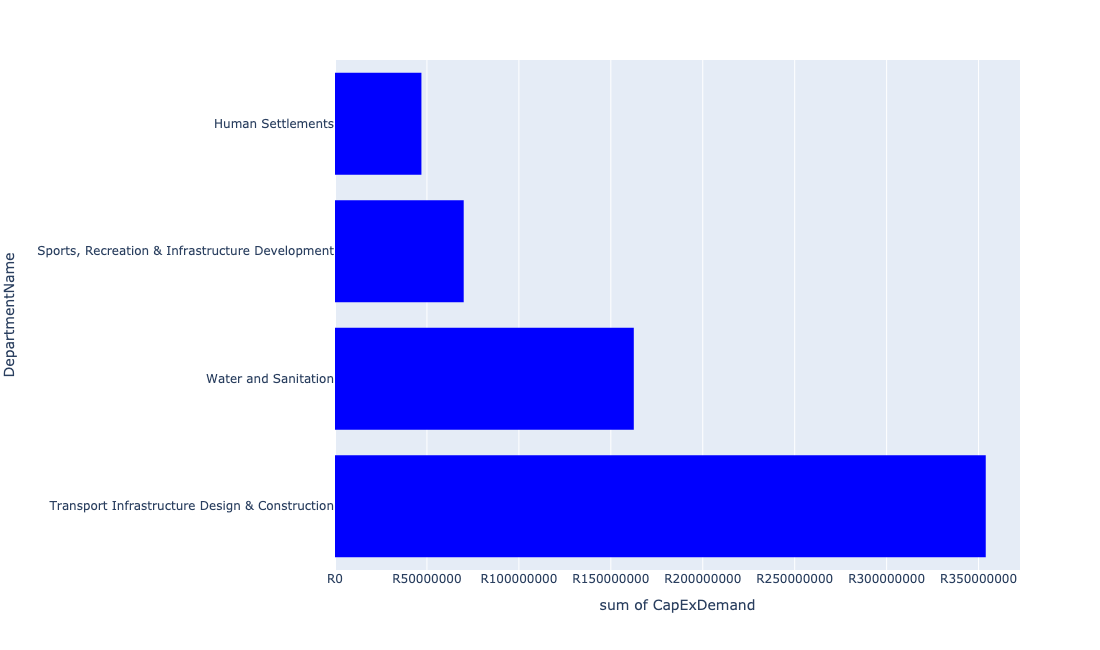 Human Settlements
Sports, Recreation & Infrastructure Development
DepartmentName
Water and Sanitation
Transport Infrastructure Design & Construction
R0 R50000000 R100000000 R150000000 R200000000 R250000000 R300000000 R350000000
sum of CapExDemand